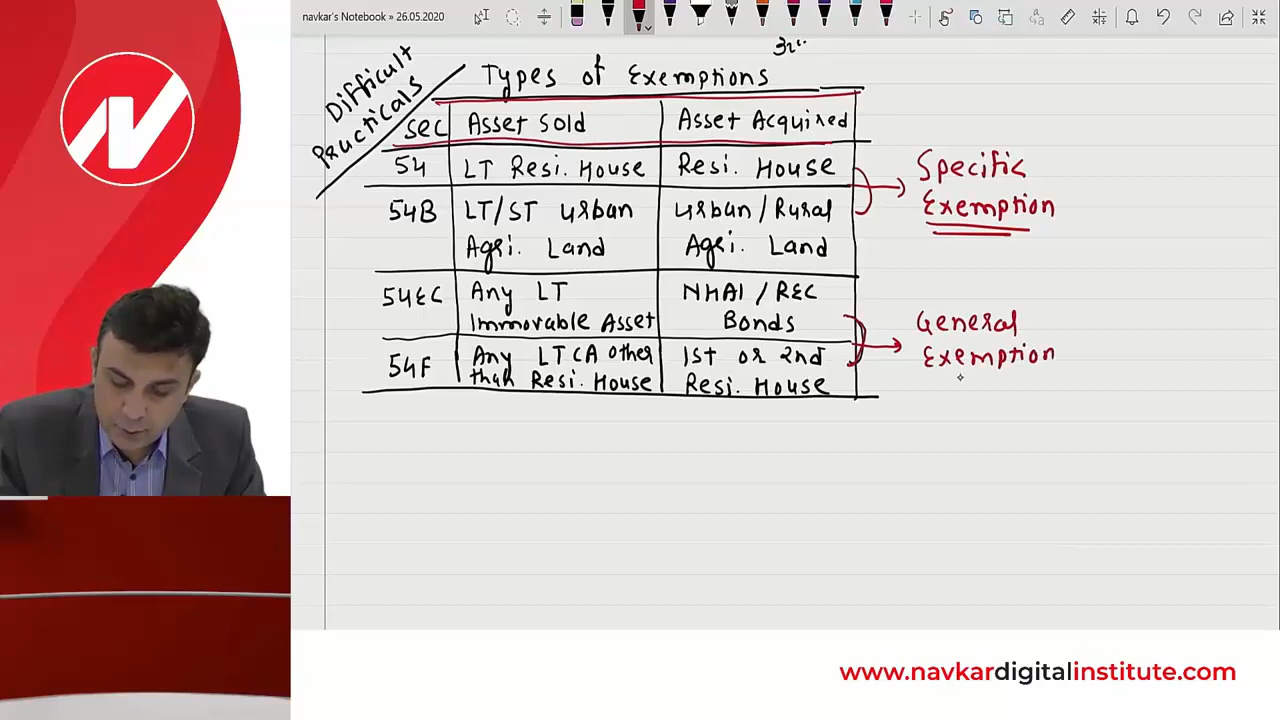 navkar's Notebook » 26.05.2020
Difficult
Practicals
Types of Exemptions
Sec Asset Sold Asset Acquired
54 LT Resi. House Resi. House
54B LT/ST Urban Urban / Rural
Agri. Land Agri. Land
54EC Any LT NHAI / REC
Immovable Asset Bonds
54F Any LTCA other 1st or 2nd
than Resi. House Resi. House
Specific
Exemption
General
Exemption
www.navkardigitalinstitute.com